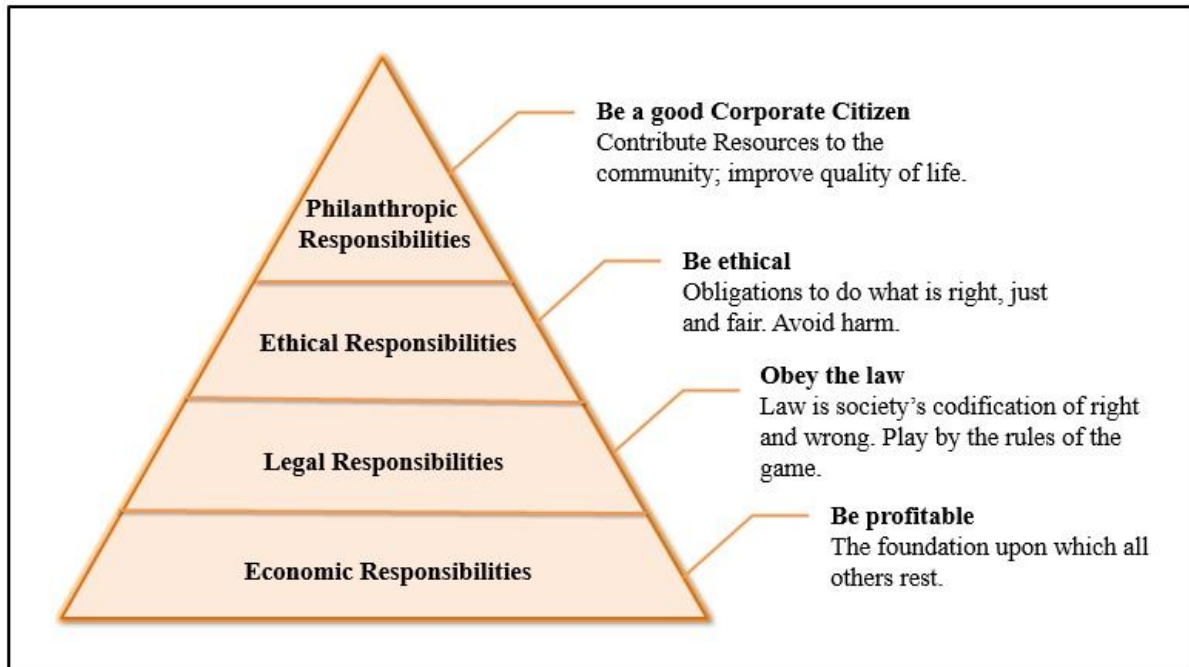 Be a good Corporate Citizen
Contribute Resources to the
community; improve quality of life.
Philanthropic
Responsibilities
Be ethical
Obligations to do what is right, just
and fair. Avoid harm.
Ethical Responsibilities
Obey the law
Law is society’s codification of right
and wrong. Play by the rules of the
game.
Legal Responsibilities
Be profitable
The foundation upon which all
others rest.
Economic Responsibilities